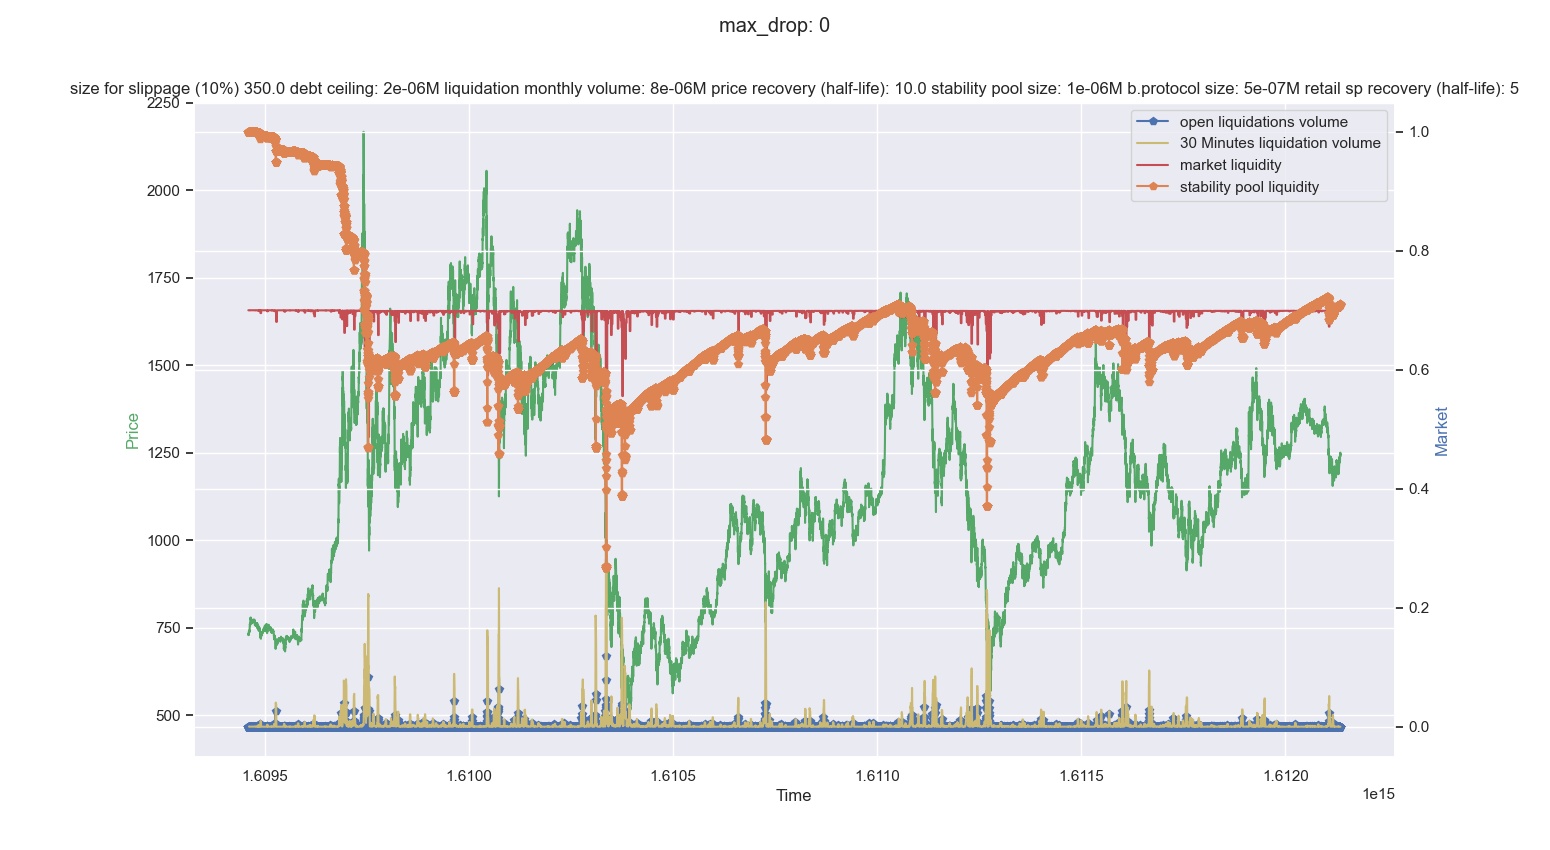 max_drop: 0
size for slippage (10%) 350.0 debt ceiling: 2e-06M liquidation monthly volume: 8e-06M price recovery (half-life): 10.0 stability pool size: 1e-06M b.protocol size: 5e-07M retail sp recovery (half-life): 5
open liquidations volume
30 Minutes liquidation volume
market liquidity
stability pool liquidity
2250
2000
1750
1500
1250
1000
750
500
Price
1.0
0.8
0.6
0.4
0.2
0.0
Market
1.6095 1.6100 1.6105 1.6110 1.6115 1.6120
1e15
Time